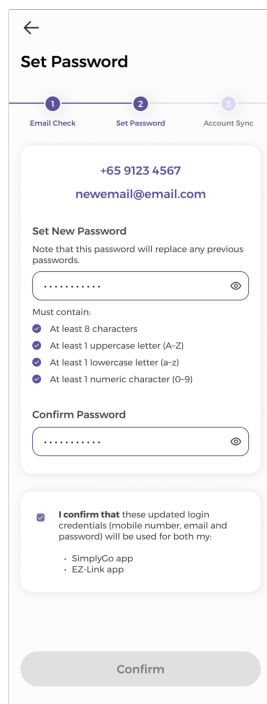 Set Password
1 2 3
Email Check Set Password Account Sync
+65 9123 4567
newemail@email.com
Set New Password
Note that this password will replace any previous
passwords.
...........
Must contain:
At least 8 characters
At least 1 uppercase letter (A–Z)
At least 1 lowercase letter (a–z)
At least 1 numeric character (0–9)
Confirm Password
...........
I confirm that these updated login
credentials (mobile number, email and
password) will be used for both my:
• SimplyGo app
• EZ-Link app
Confirm